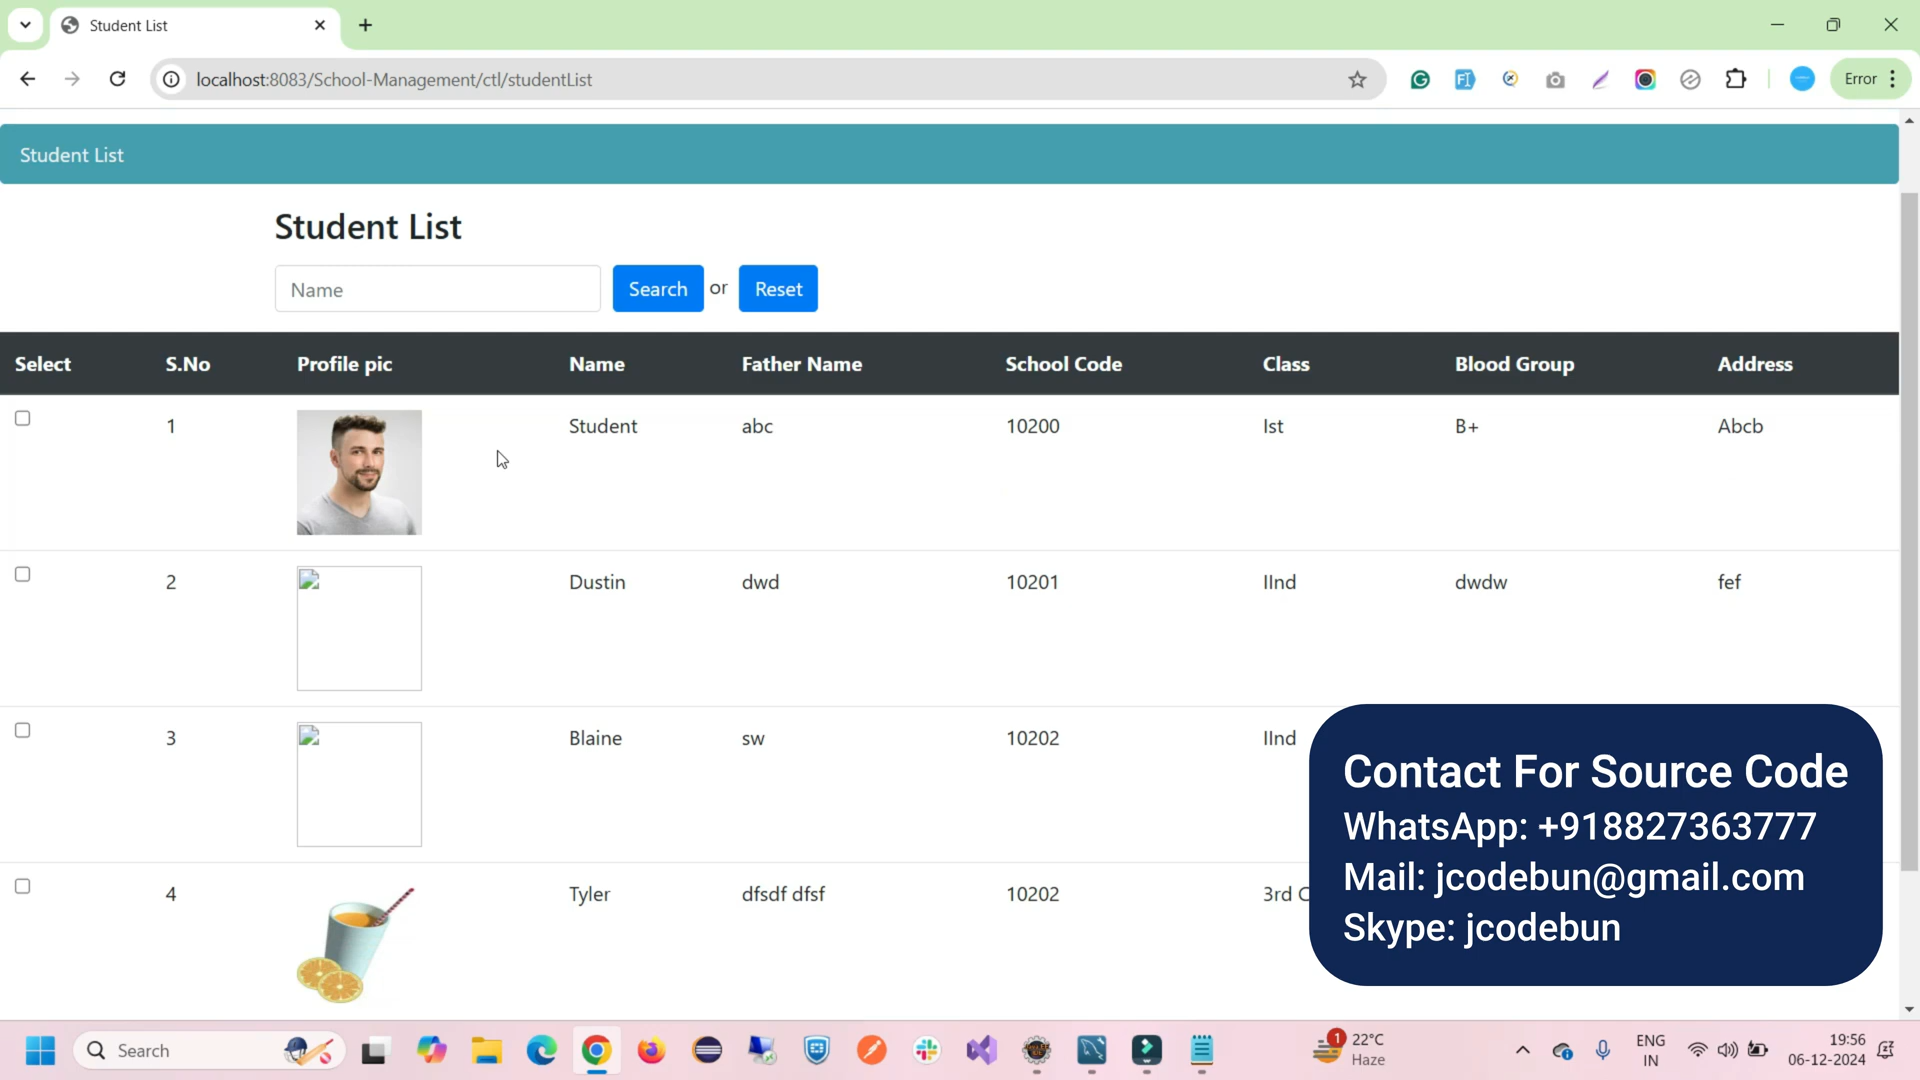 Student List
localhost:8083/School-Management/ctl/studentList
Error
Student List
Student List
Name Search or Reset
Select S.No Profile pic Name Father Name School Code Class Blood Group Address
1 Student abc 10200 Ist B+ Abcb
2 Dustin dwd 10201 IInd dwdw fef
3 Blaine sw 10202 IInd
4 Tyler dfsdf dfsf 10202 3rd C
Contact For Source Code
WhatsApp: +918827363777
Mail: jcodebun@gmail.com
Skype: jcodebun
Search
1
22°C
Haze
ENG
IN
19:56
06-12-2024